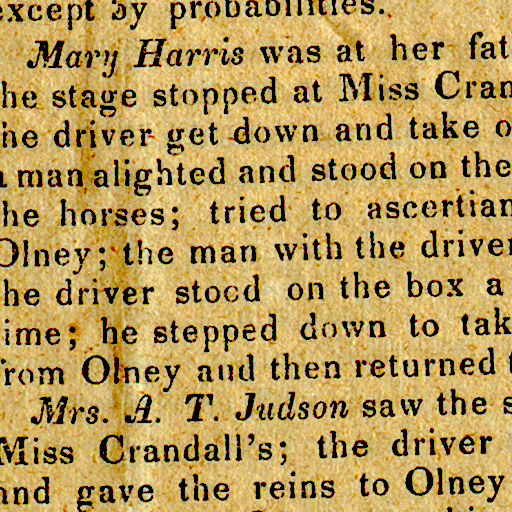 except by probabilities.
Mary Harris was at her fat
he stage stopped at Miss Cran
he driver get down and take o
a man alighted and stood on the
he horses; tried to ascertian
Olney; the man with the driver
he driver stood on the box a
ime; he stepped down to tak
from Olney and then returned t
Mrs. A. T. Judson saw the s
Miss Crandall's; the driver
and gave the reins to Olney